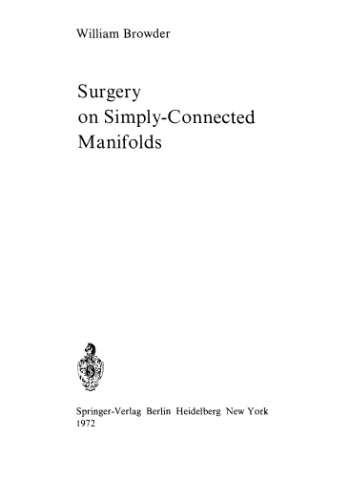 William Browder
Surgery
on Simply-Connected
Manifolds
Springer-Verlag Berlin Heidelberg New York
1972